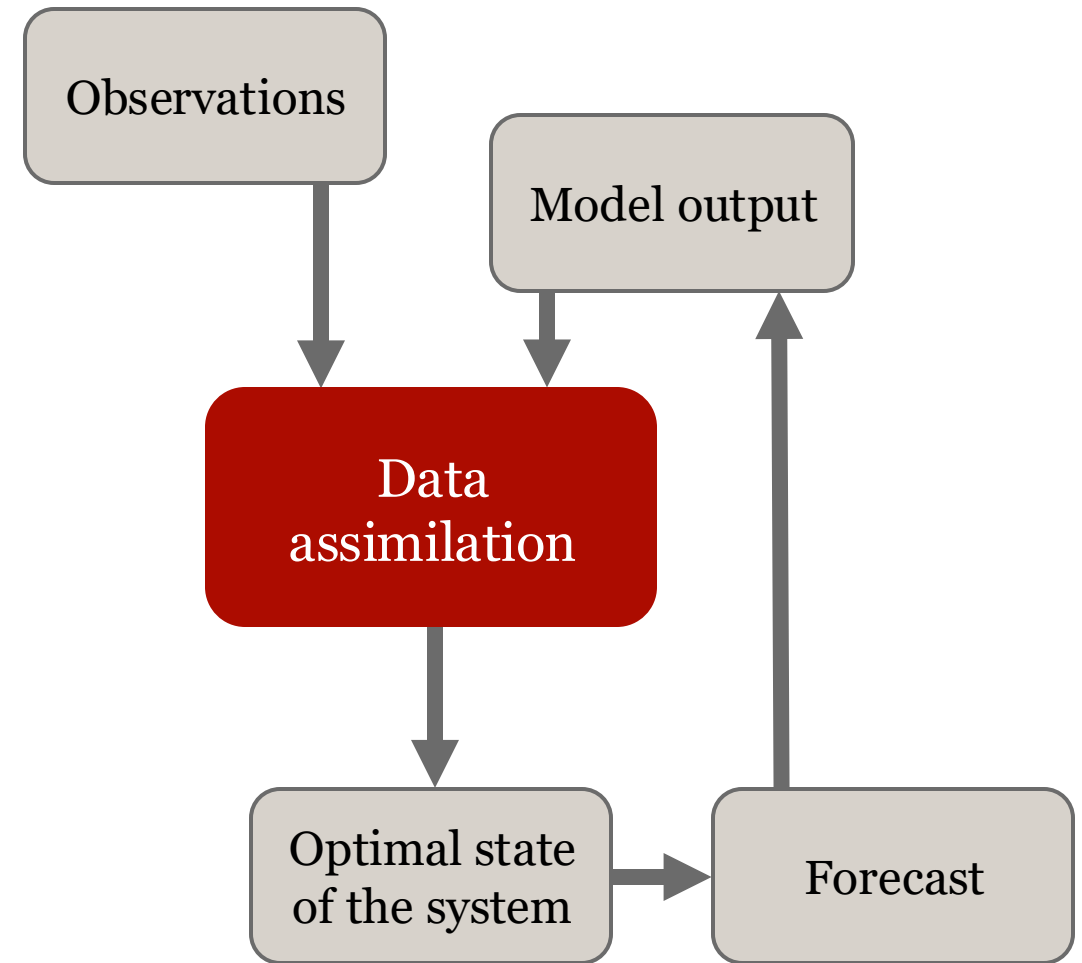 Observations
Model output
Data
assimilation
Optimal state
of the system
Forecast